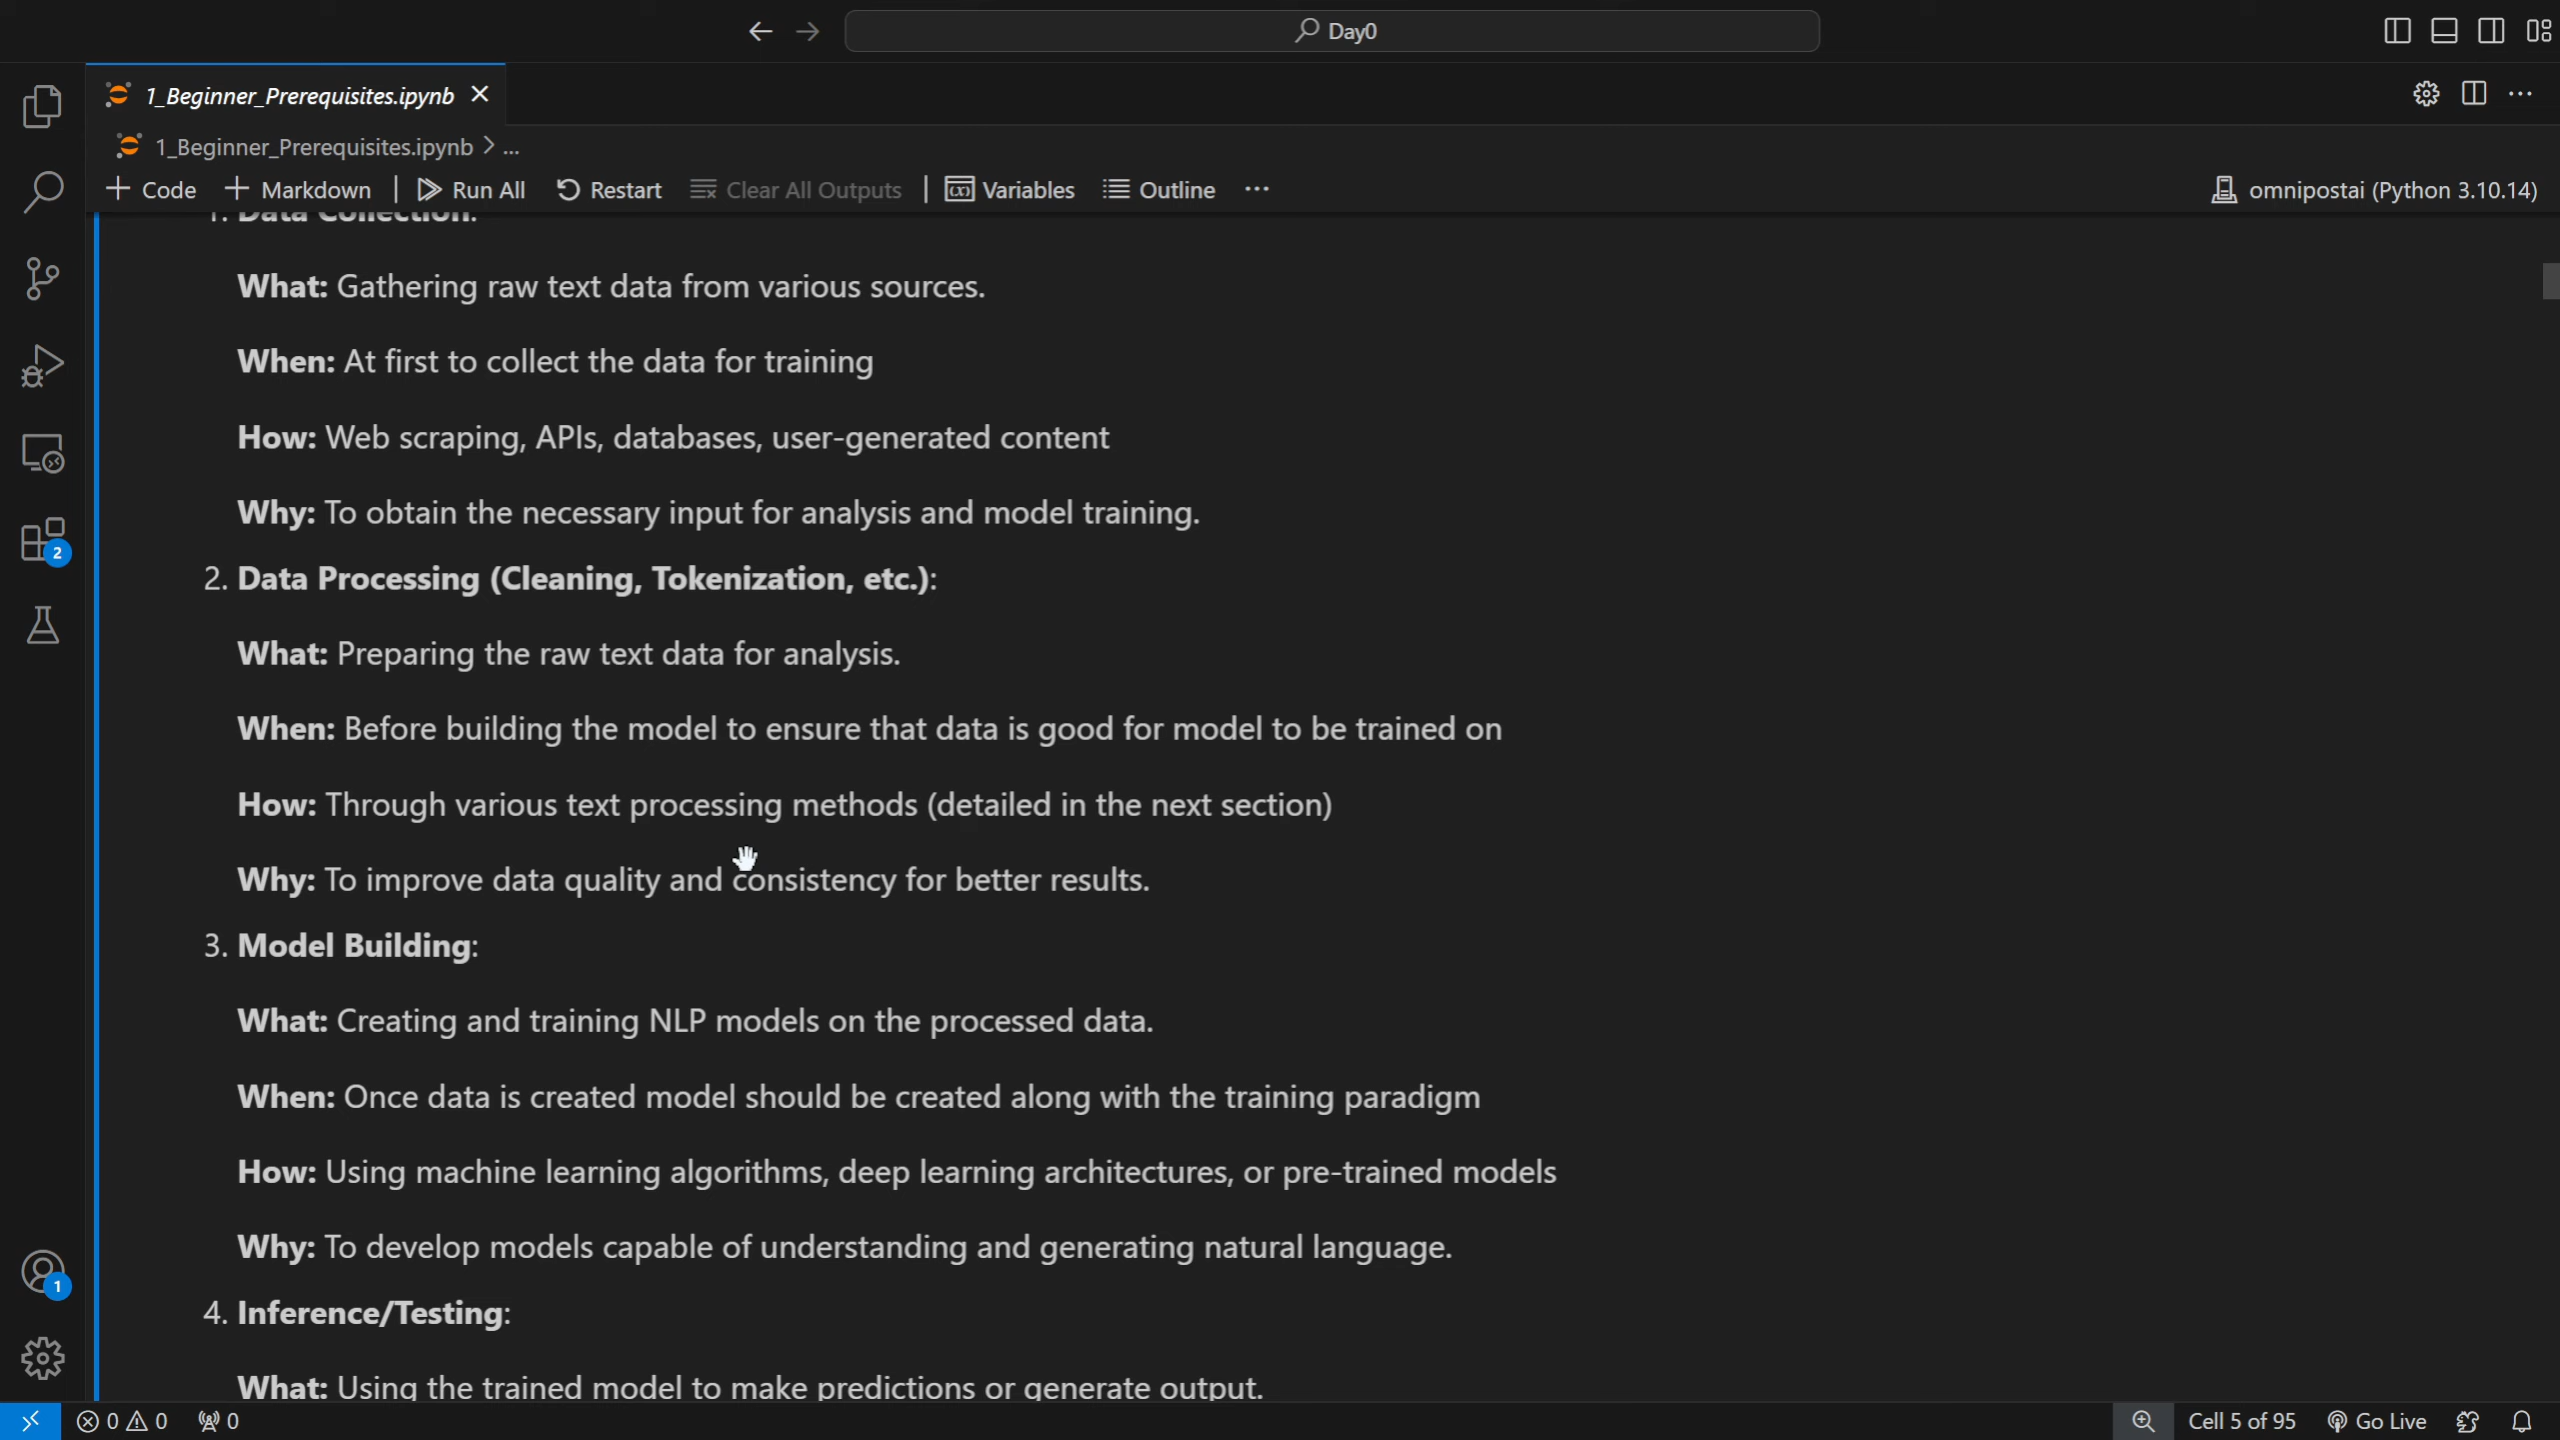 Day0
1_Beginner_Prerequisites.ipynb
1_Beginner_Prerequisites.ipynb > ...
+ Code + Markdown | Run All Restart Clear All Outputs | Variables Outline ... omnipostai (Python 3.10.14)
1. Data Collection:
What: Gathering raw text data from various sources.
When: At first to collect the data for training
How: Web scraping, APIs, databases, user-generated content
Why: To obtain the necessary input for analysis and model training.
2. Data Processing (Cleaning, Tokenization, etc.):
What: Preparing the raw text data for analysis.
When: Before building the model to ensure that data is good for model to be trained on
How: Through various text processing methods (detailed in the next section)
Why: To improve data quality and consistency for better results.
3. Model Building:
What: Creating and training NLP models on the processed data.
When: Once data is created model should be created along with the training paradigm
How: Using machine learning algorithms, deep learning architectures, or pre-trained models
Why: To develop models capable of understanding and generating natural language.
4. Inference/Testing:
What: Using the trained model to make predictions or generate output.
2
1
0 0 0 Cell 5 of 95 Go Live